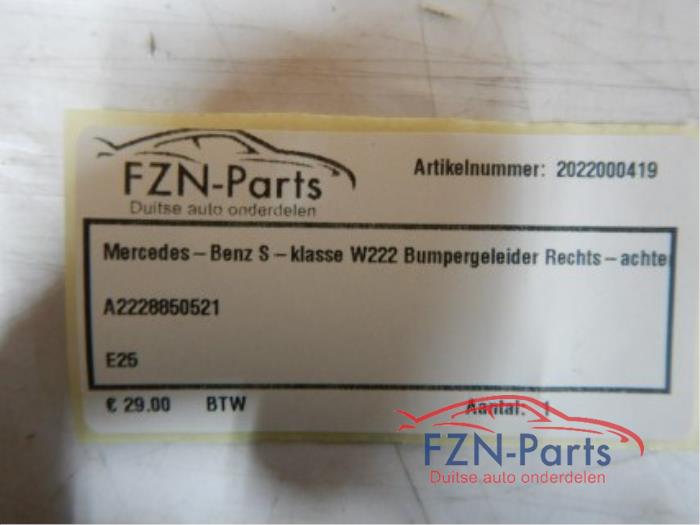 FZN-Parts
Duitse auto onderdelen
Artikelnummer: 2022000419
Mercedes-Benz S-klasse W222 Bumpergeleider Rechts-achter
A2228850521
E25
€ 29.00 BTW Aantal: 1
FZN-Parts
Duitse auto onderdelen